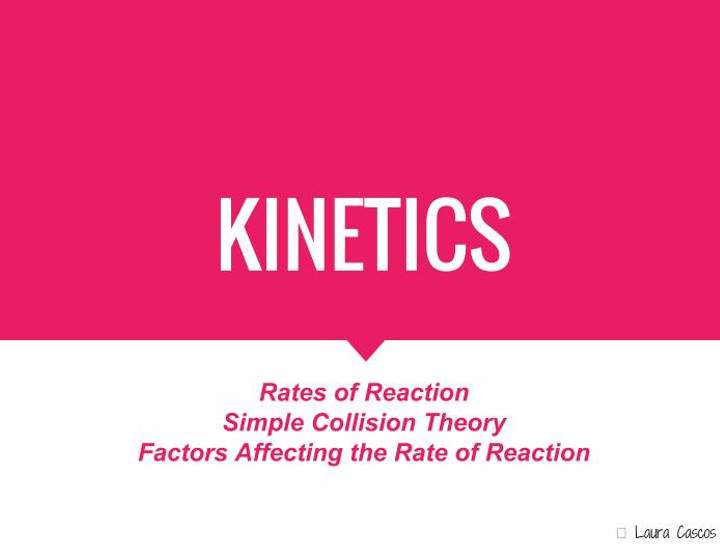 KINETICS
Rates of Reaction
Simple Collision Theory
Factors Affecting the Rate of Reaction
Laura Cascos